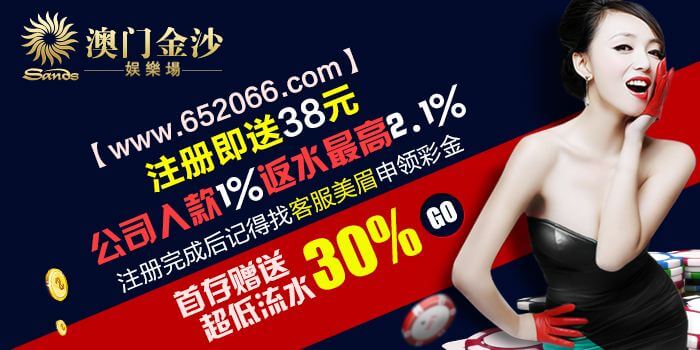 Sands
澳门金沙
娱樂場
【www.652066.com】
注册即送38元
公司入款1%返水最高2.1%
注册完成后记得找客服美眉申领彩金
首存赠送
超低流水30%
GO